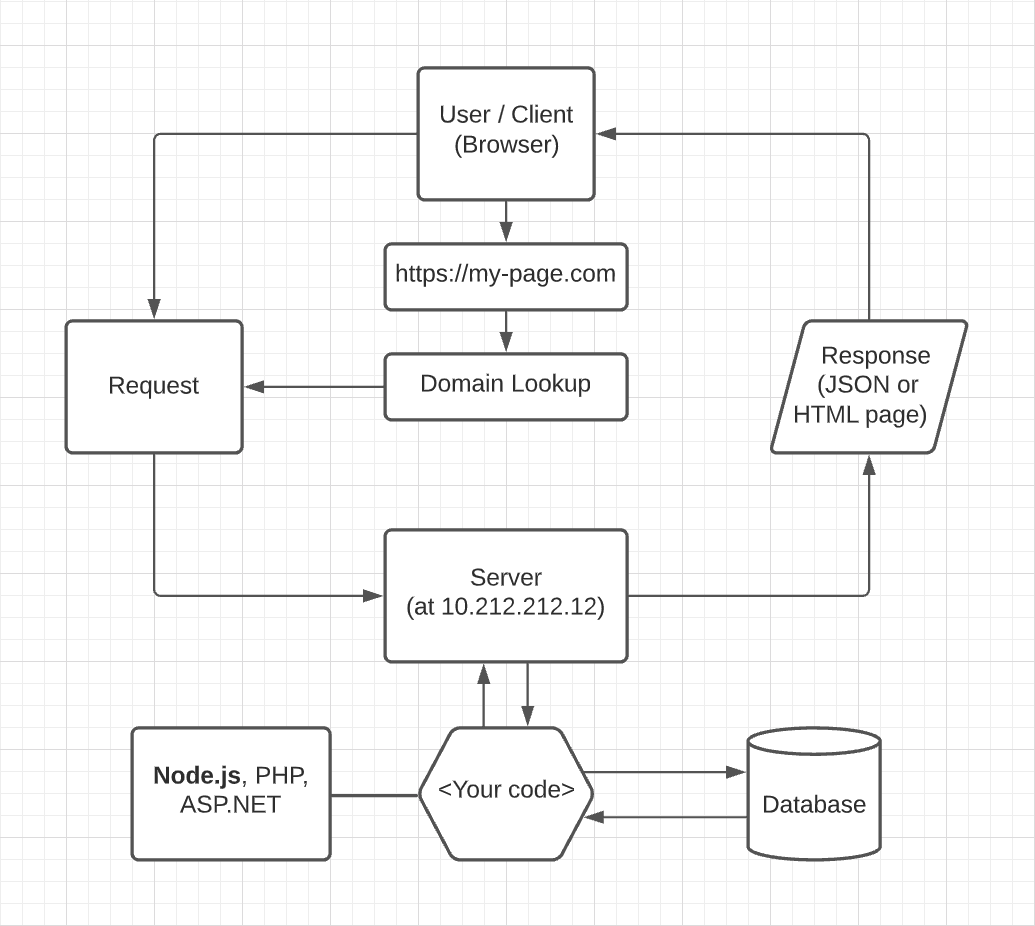 User / Client
(Browser)
https://my-page.com
Request
Domain Lookup
Response
(JSON or
HTML page)
Server
(at 10.212.212.12)
Node.js, PHP,
ASP.NET
<Your code>
Database